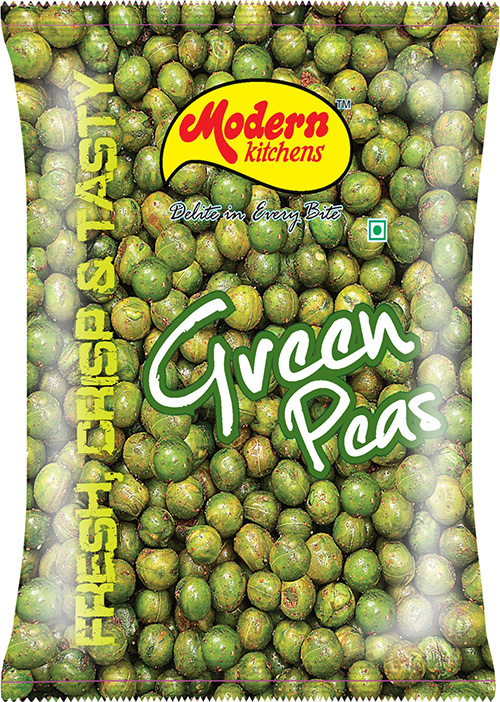 Modern
TM
kitchens
Delite in Every Bite
Green
Peas
FRESH, CRISP & TASTY